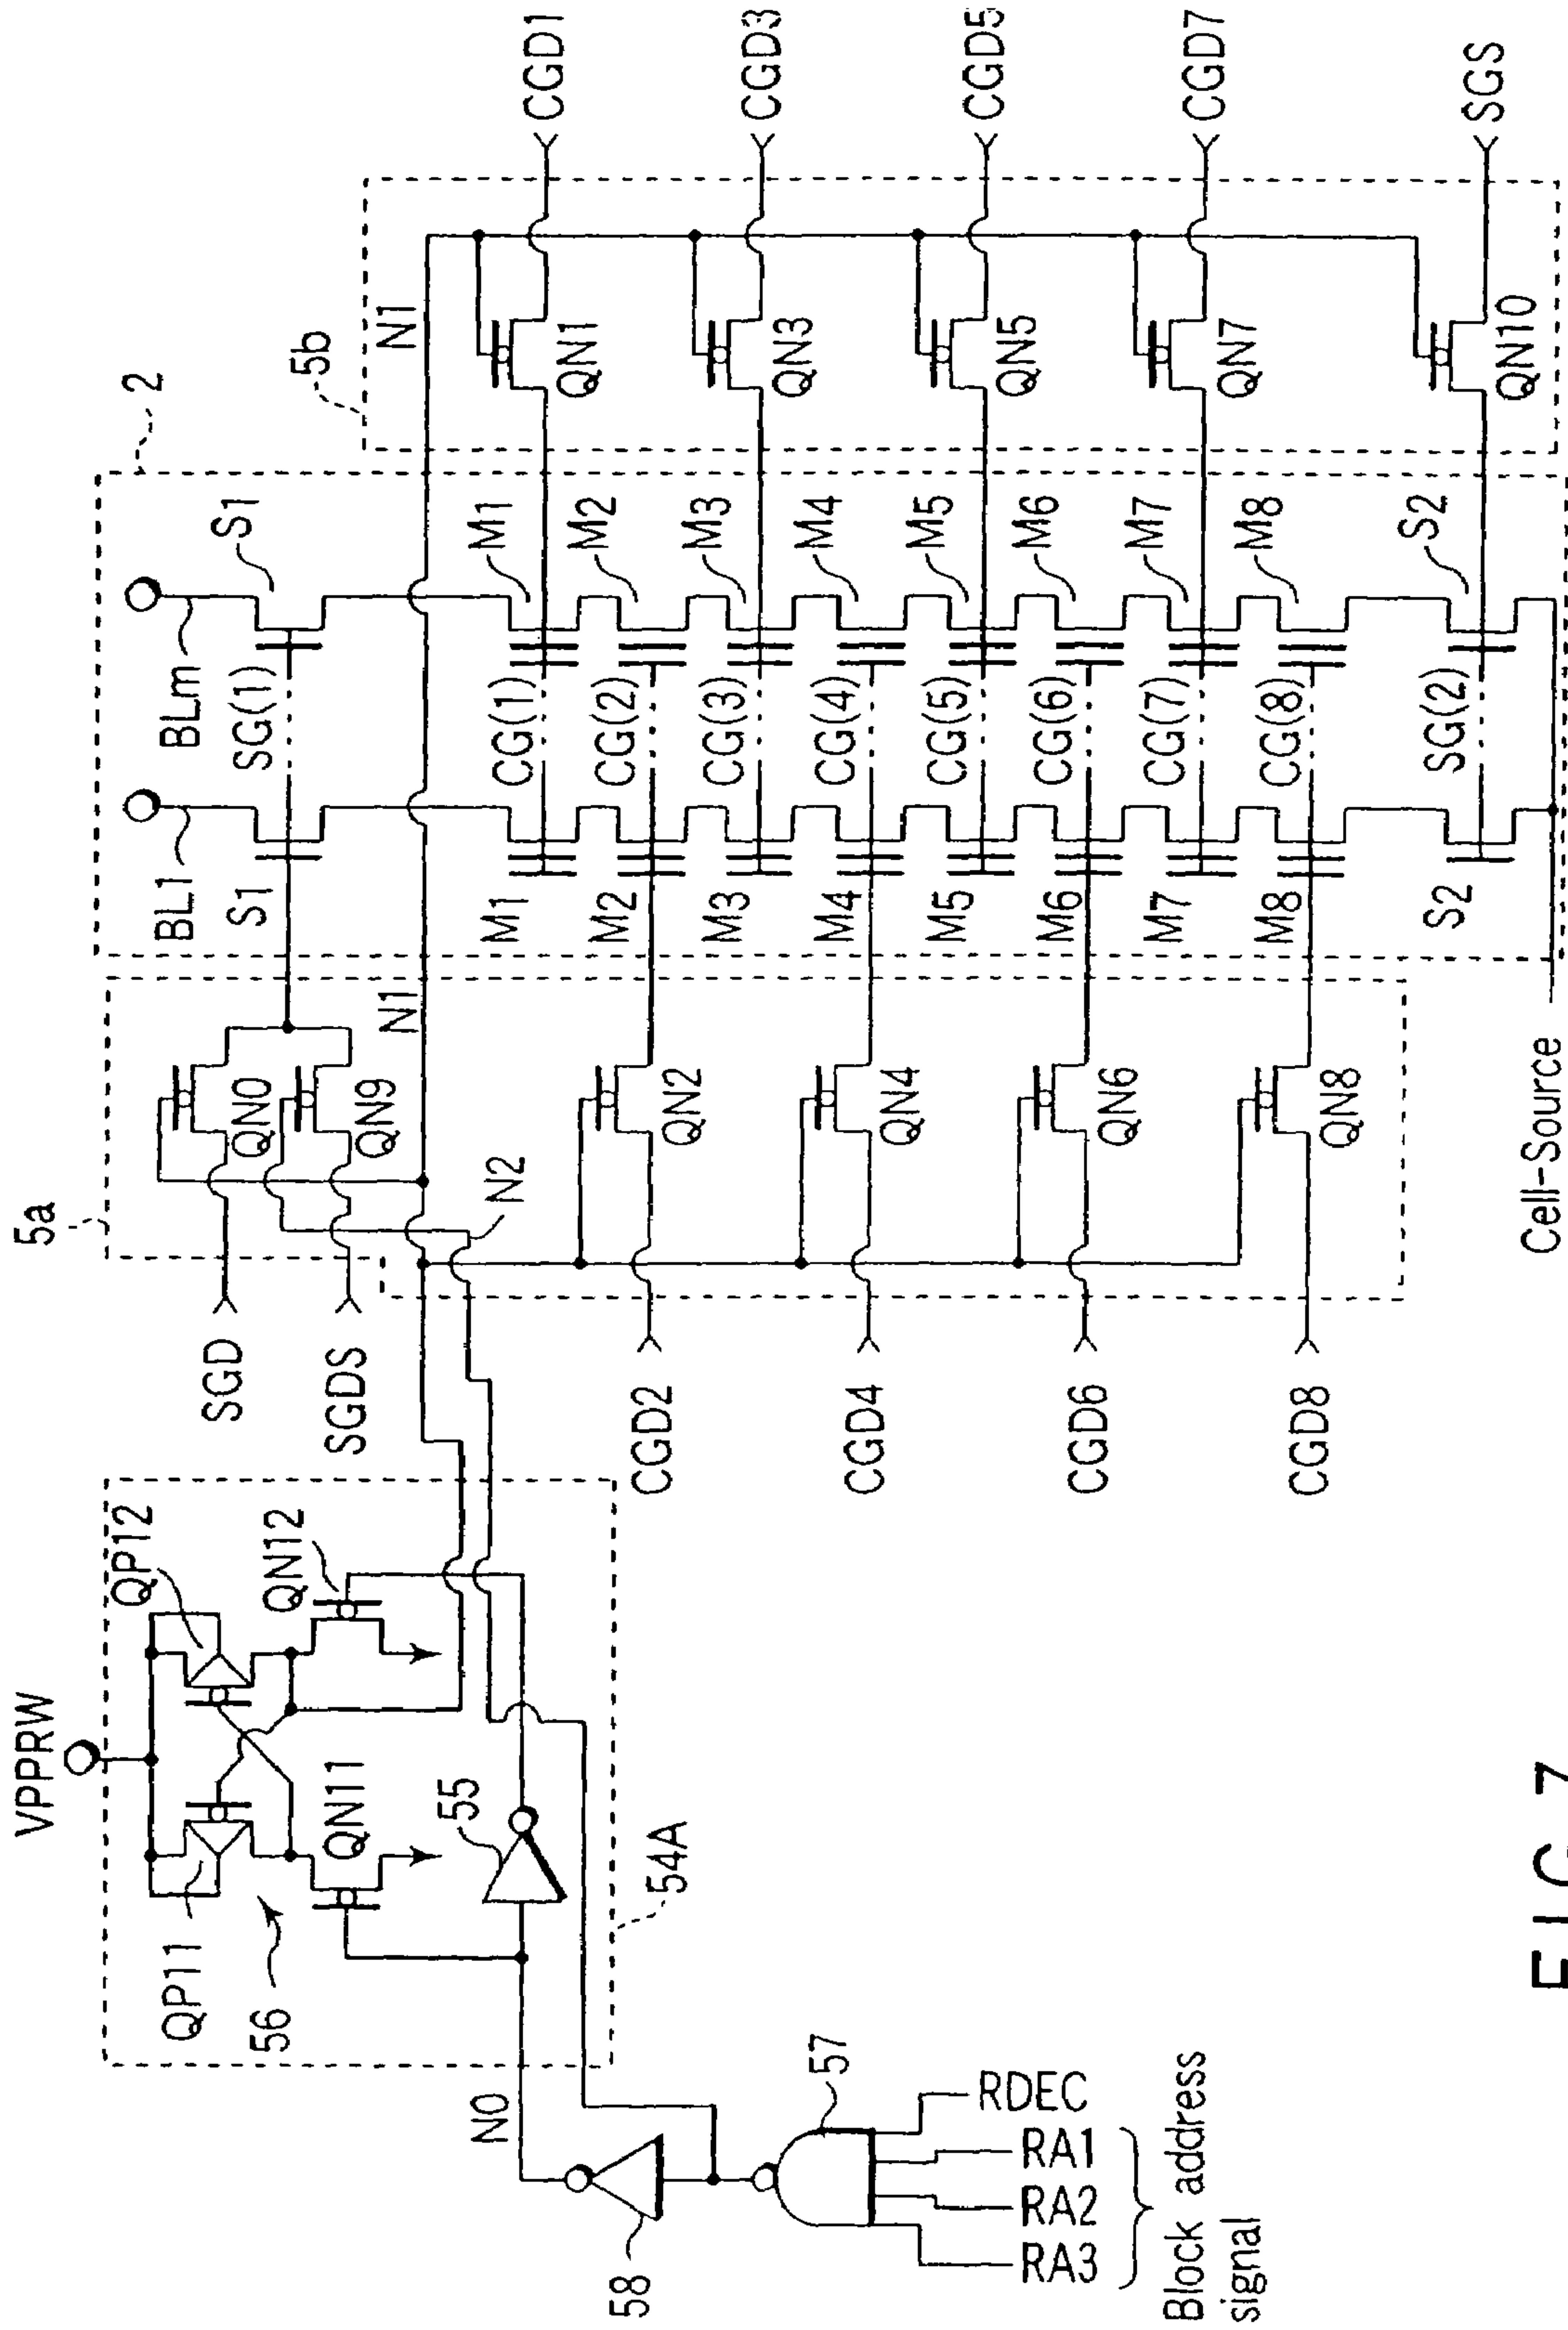 VPPRW
QP11
QP12
56
QN11
QN12
55
54A
N0
58
57
RDEC
RA1
RA2
RA3
Block address
signal
5a
SGD
SGDS
QN0
QN9
N1
N2
CGD2
QN2
CGD4
QN4
CGD6
QN6
CGD8
QN8
2
BL1
BLm
S1
SG(1)
S1
M1
CG(1)
M1
M2
CG(2)
M2
M3
CG(3)
M3
M4
CG(4)
M4
M5
CG(5)
M5
M6
CG(6)
M6
M7
CG(7)
M7
M8
CG(8)
M8
S2
SG(2)
S2
Cell-Source
5b
N1
QN1
CGD1
QN3
CGD3
QN5
CGD5
QN7
CGD7
QN10
SGS
FIG. 7